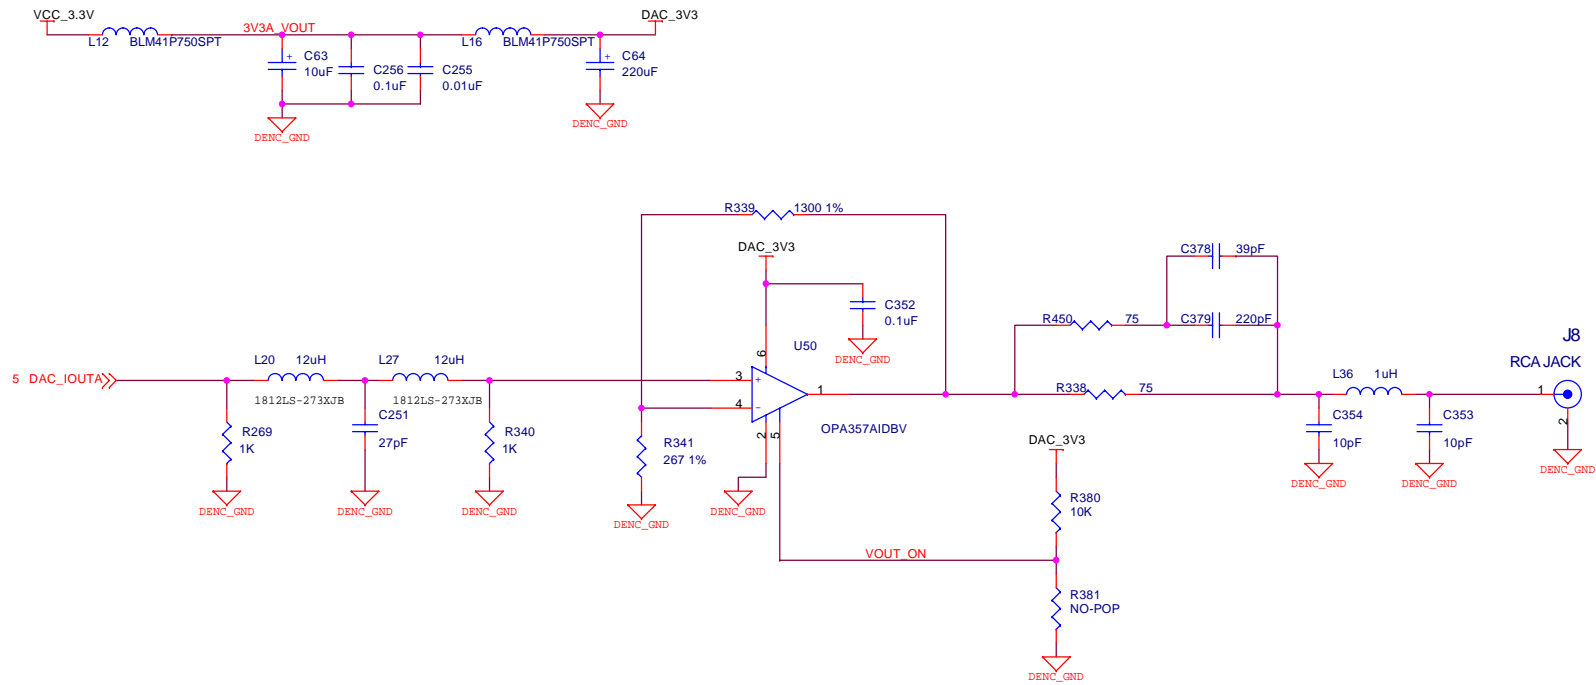 VCC_3.3V
DAC_3V3
3V3A_VOUT
L12 BLM41P750SPT
L16 BLM41P750SPT
+ C63
10uF
C256
0.1uF
C255
0.01uF
+ C64
220uF
DENC_GND
DENC_GND
R339 1300 1%
DAC_3V3
C378 39pF
C352
0.1uF
R450 75
C379 220pF
DENC_GND
U50
6
J8
RCA JACK
L20 12uH
L27 12uH
5 DAC_IOUTA
1812LS-273XJB
1812LS-273XJB
3
+
4
-
1
2
5
OPA357AIDBV
R338 75
L36 1uH
1
2
C251
27pF
R269
1K
R340
1K
R341
267 1%
C354
10pF
C353
10pF
DAC_3V3
DENC_GND
DENC_GND
DENC_GND
DENC_GND
DENC_GND
DENC_GND
DENC_GND
DENC_GND
R380
10K
VOUT_ON
R381
NO-POP
DENC_GND